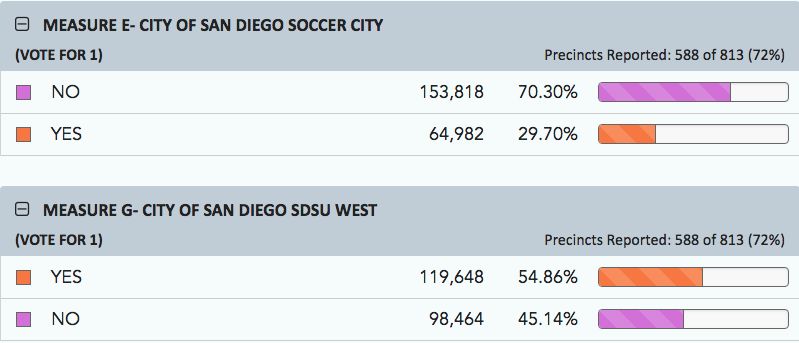 MEASURE E- CITY OF SAN DIEGO SOCCER CITY
(VOTE FOR 1) Precincts Reported: 588 of 813 (72%)
NO 153,818 70.30%
YES 64,982 29.70%
MEASURE G- CITY OF SAN DIEGO SDSU WEST
(VOTE FOR 1) Precincts Reported: 588 of 813 (72%)
YES 119,648 54.86%
NO 98,464 45.14%